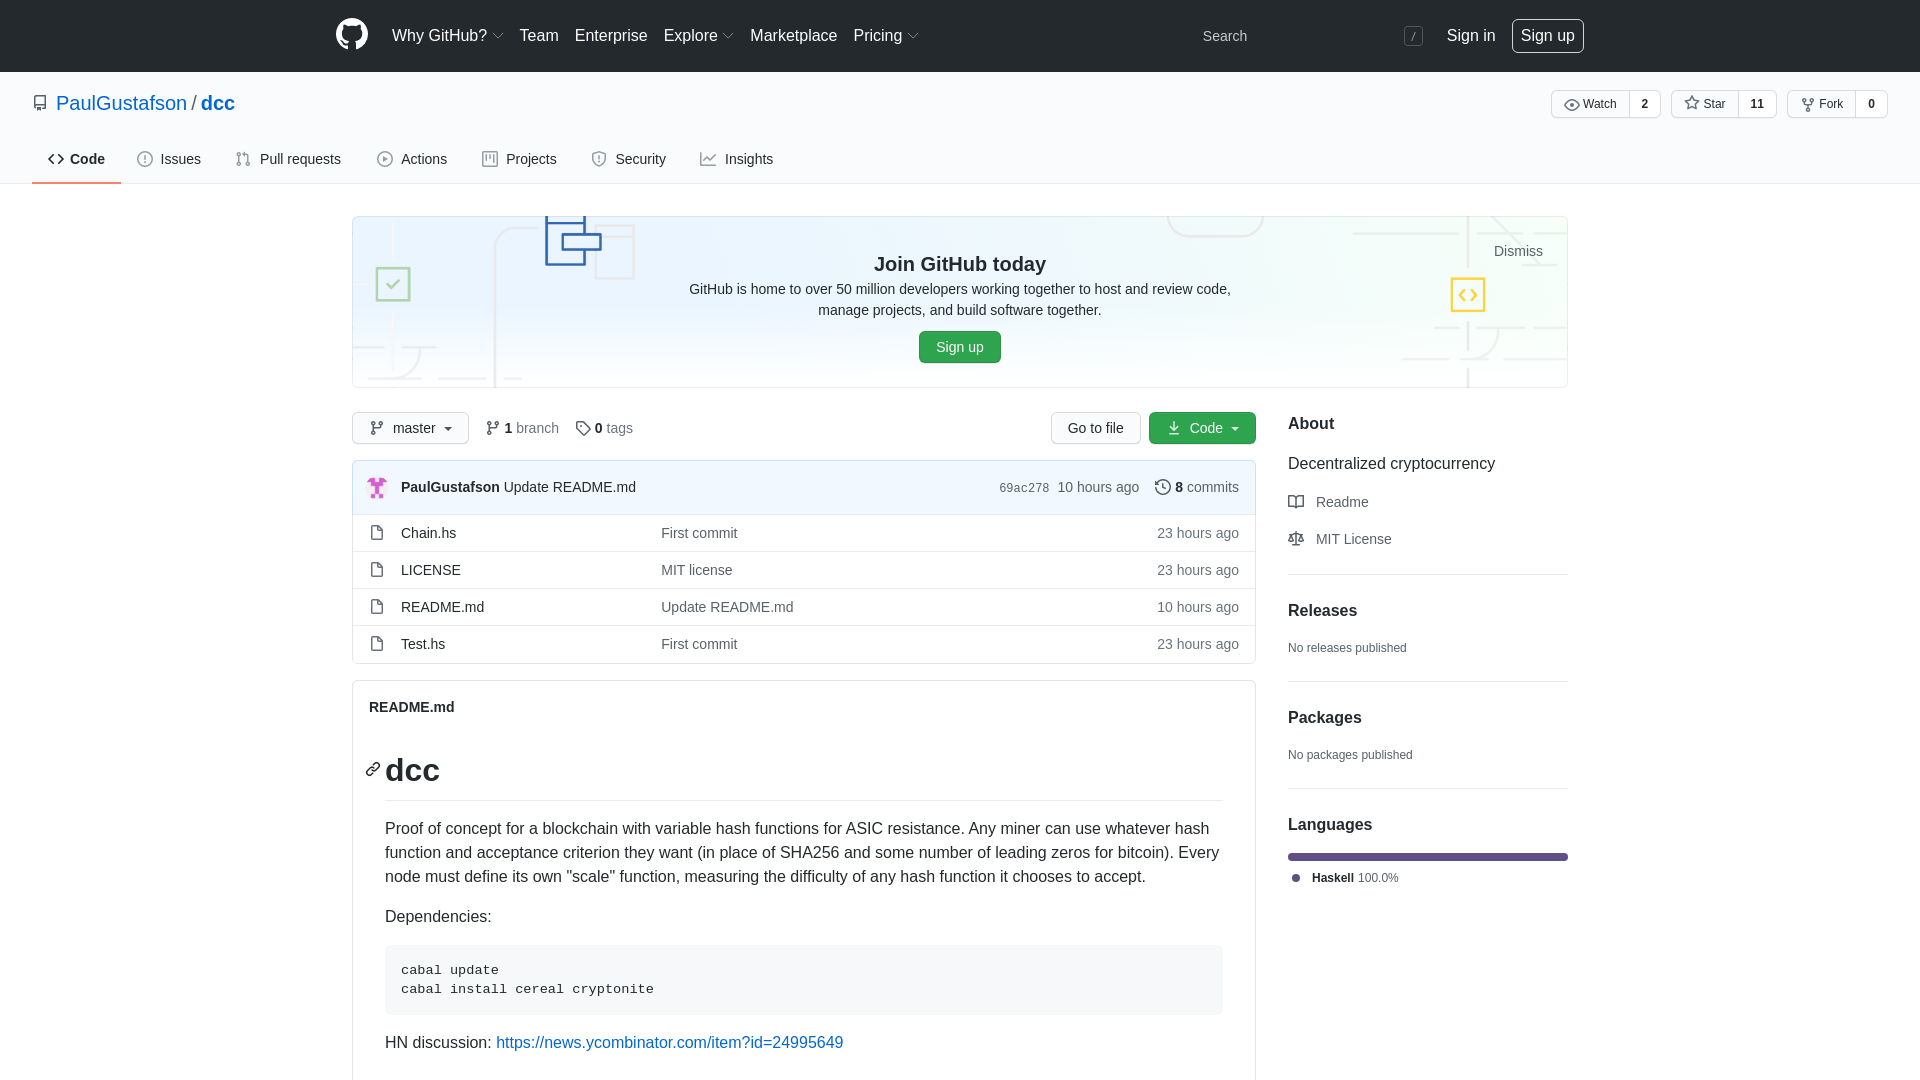 Why GitHub? Team Enterprise Explore Marketplace Pricing Search / Sign in Sign up
PaulGustafson / dcc Watch 2 Star 11 Fork 0
Code Issues Pull requests Actions Projects Security Insights
Dismiss
Join GitHub today
GitHub is home to over 50 million developers working together to host and review code,
manage projects, and build software together.
Sign up
master 1 branch 0 tags Go to file Code
PaulGustafson Update README.md 69ac278 10 hours ago 8 commits
Chain.hs First commit 23 hours ago
LICENSE MIT license 23 hours ago
README.md Update README.md 10 hours ago
Test.hs First commit 23 hours ago
README.md
dcc
Proof of concept for a blockchain with variable hash functions for ASIC resistance. Any miner can use whatever hash
function and acceptance criterion they want (in place of SHA256 and some number of leading zeros for bitcoin). Every
node must define its own "scale" function, measuring the difficulty of any hash function it chooses to accept.
Dependencies:
cabal update
cabal install cereal cryptonite
HN discussion: https://news.ycombinator.com/item?id=24995649
About
Decentralized cryptocurrency
Readme
MIT License
Releases
No releases published
Packages
No packages published
Languages
Haskell 100.0%